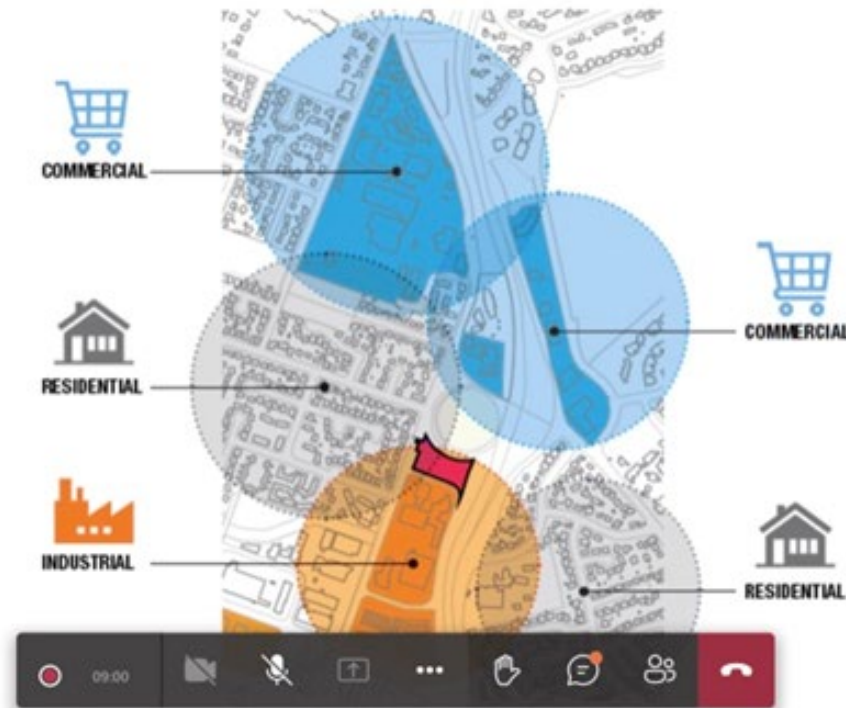 COMMERCIAL
COMMERCIAL
RESIDENTIAL
INDUSTRIAL
RESIDENTIAL
09:00